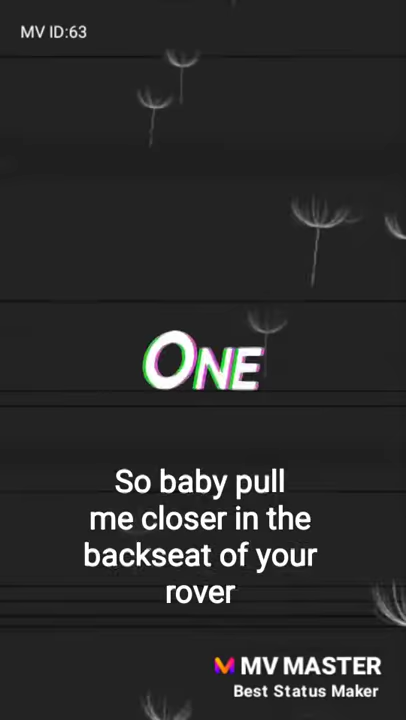 MV ID:63
ONE
So baby pull
me closer in the
backseat of your
rover
MV MASTER
Best Status Maker